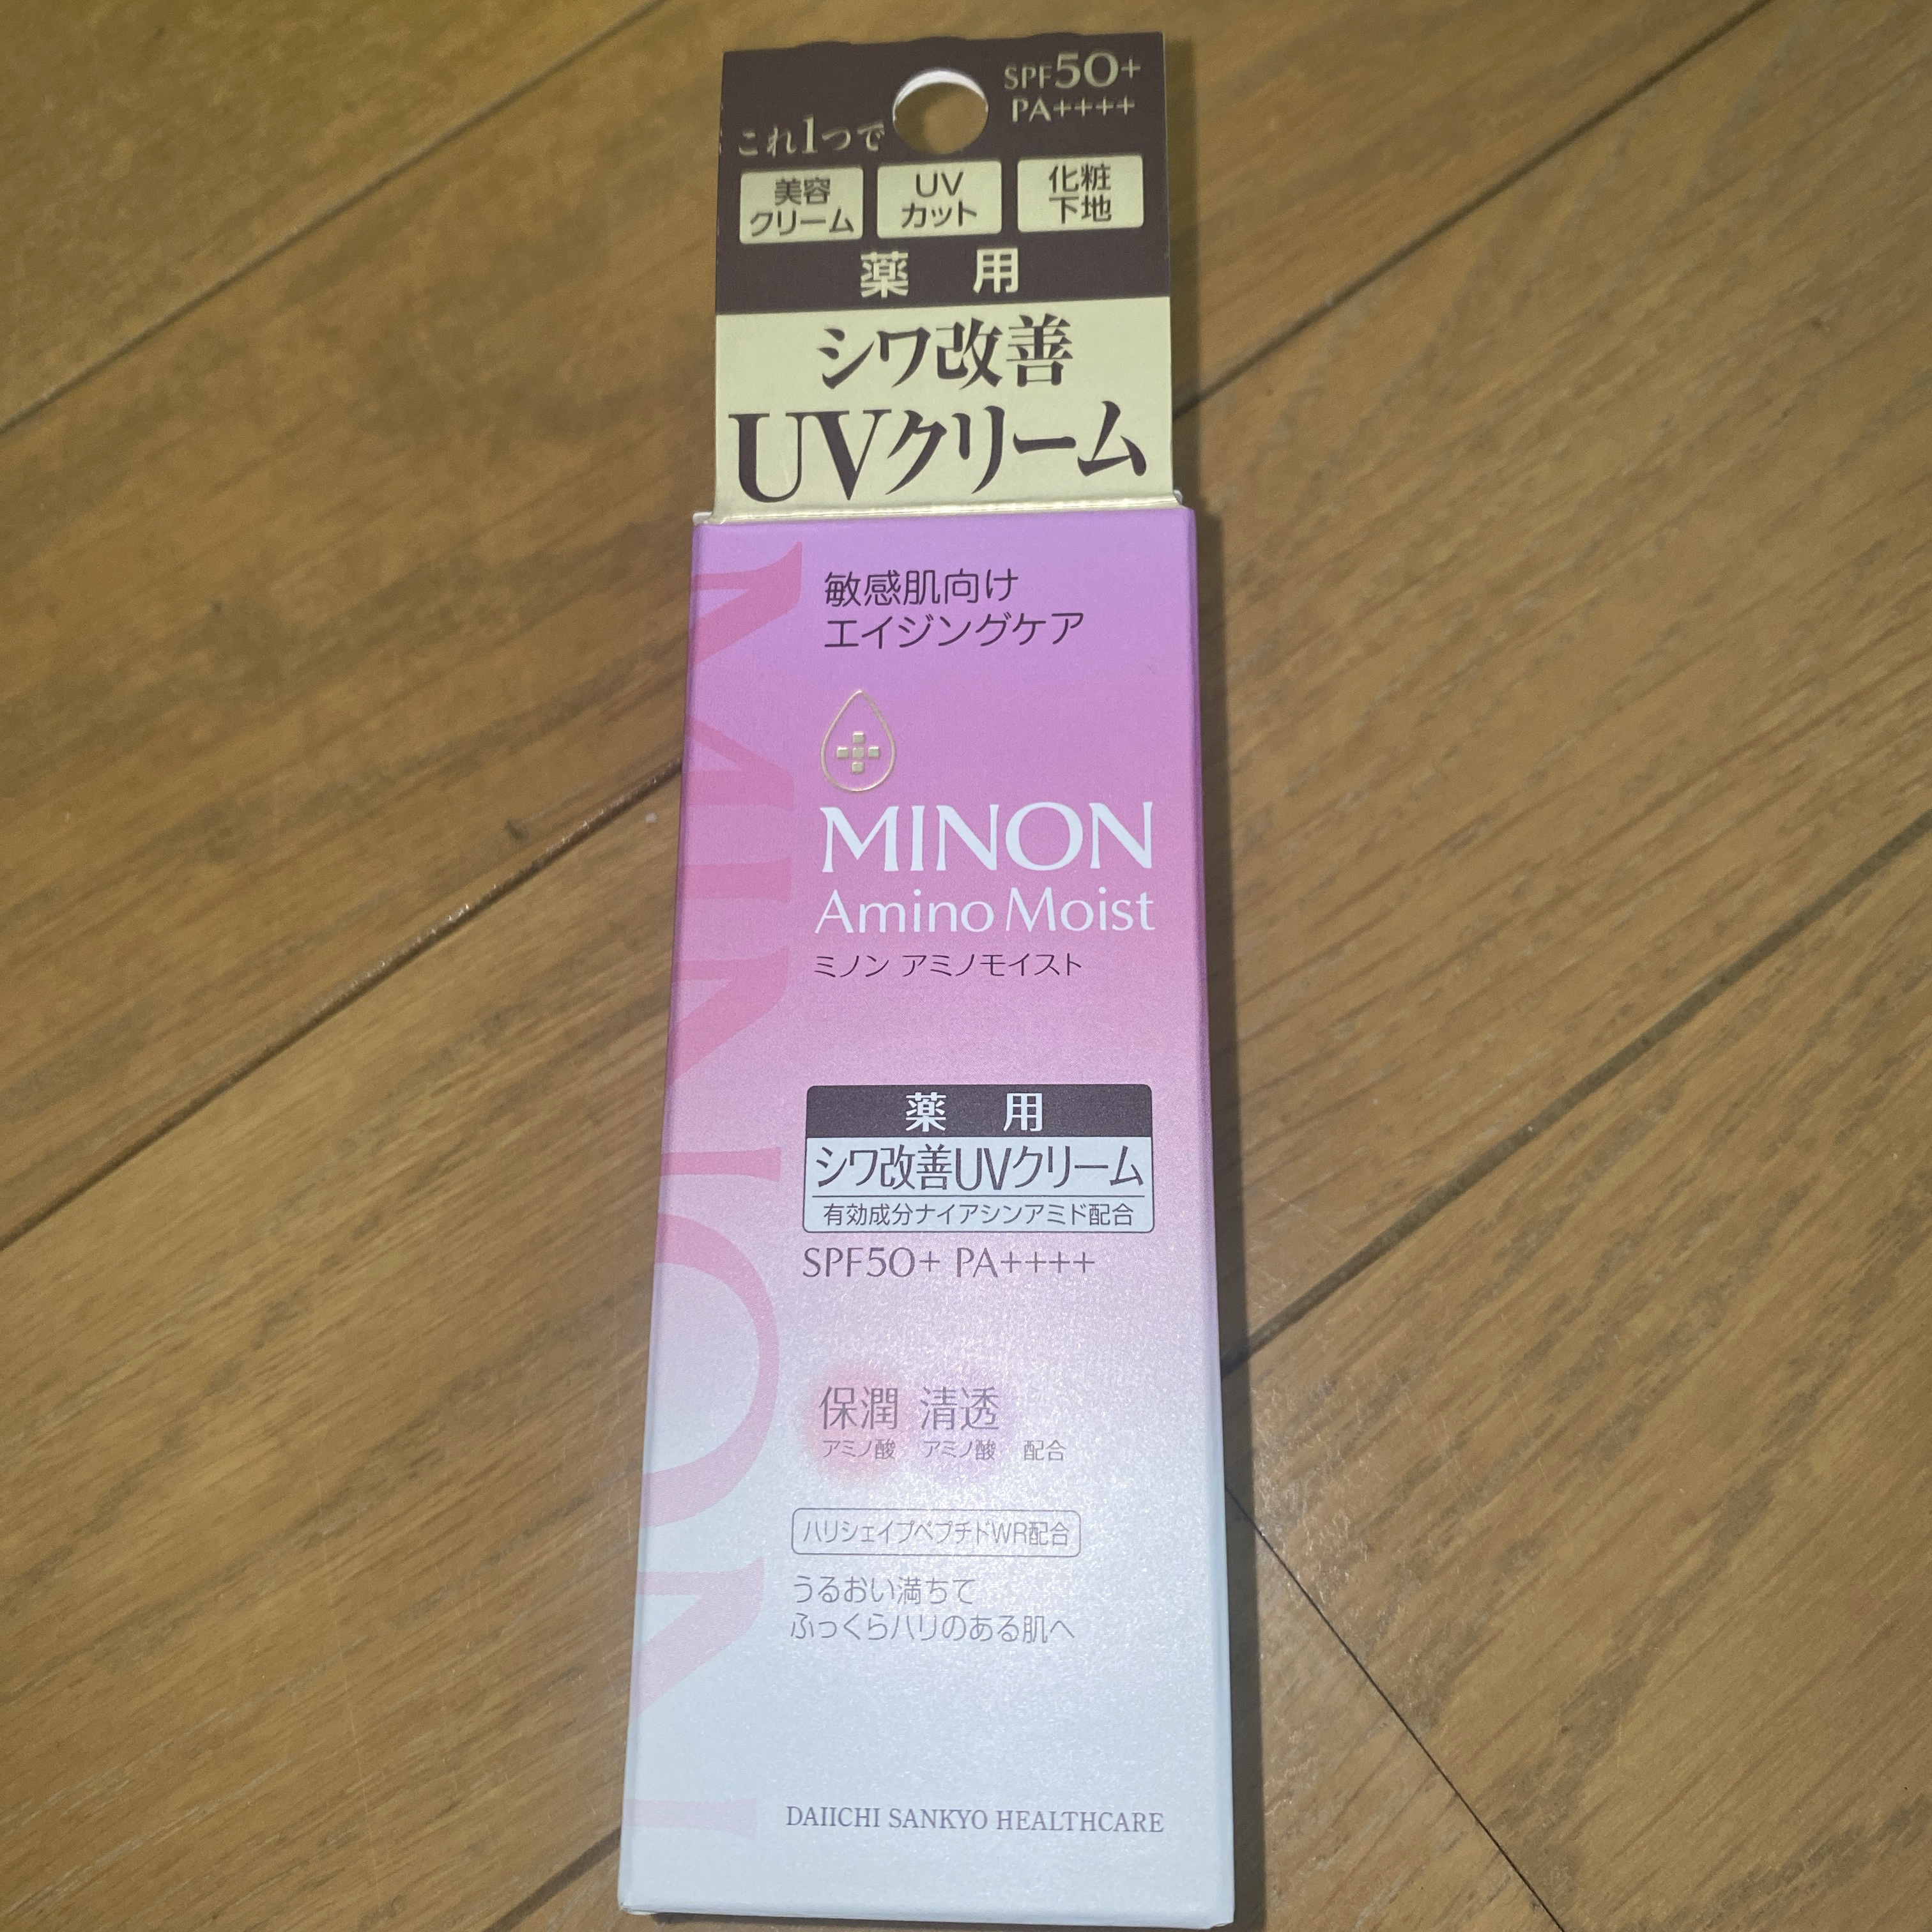 SPF50+
PA++++
これ1つで
美容
クリーム
UV
カット
化粧
下地
薬 用
シワ改善
UVクリーム
敏感肌向け
エイジングケア
MINON
Amino Moist
ミノン アミノモイスト
MINON
薬 用
シワ改善UVクリーム
有効成分ナイアシンアミド配合
SPF50+ PA++++
保潤 清透
アミノ酸 アミノ酸 配合
ハリシェイプペプチドWR配合
うるおい満ちて
ふっくらハリのある肌へ
DAIICHI SANKYO HEALTHCARE